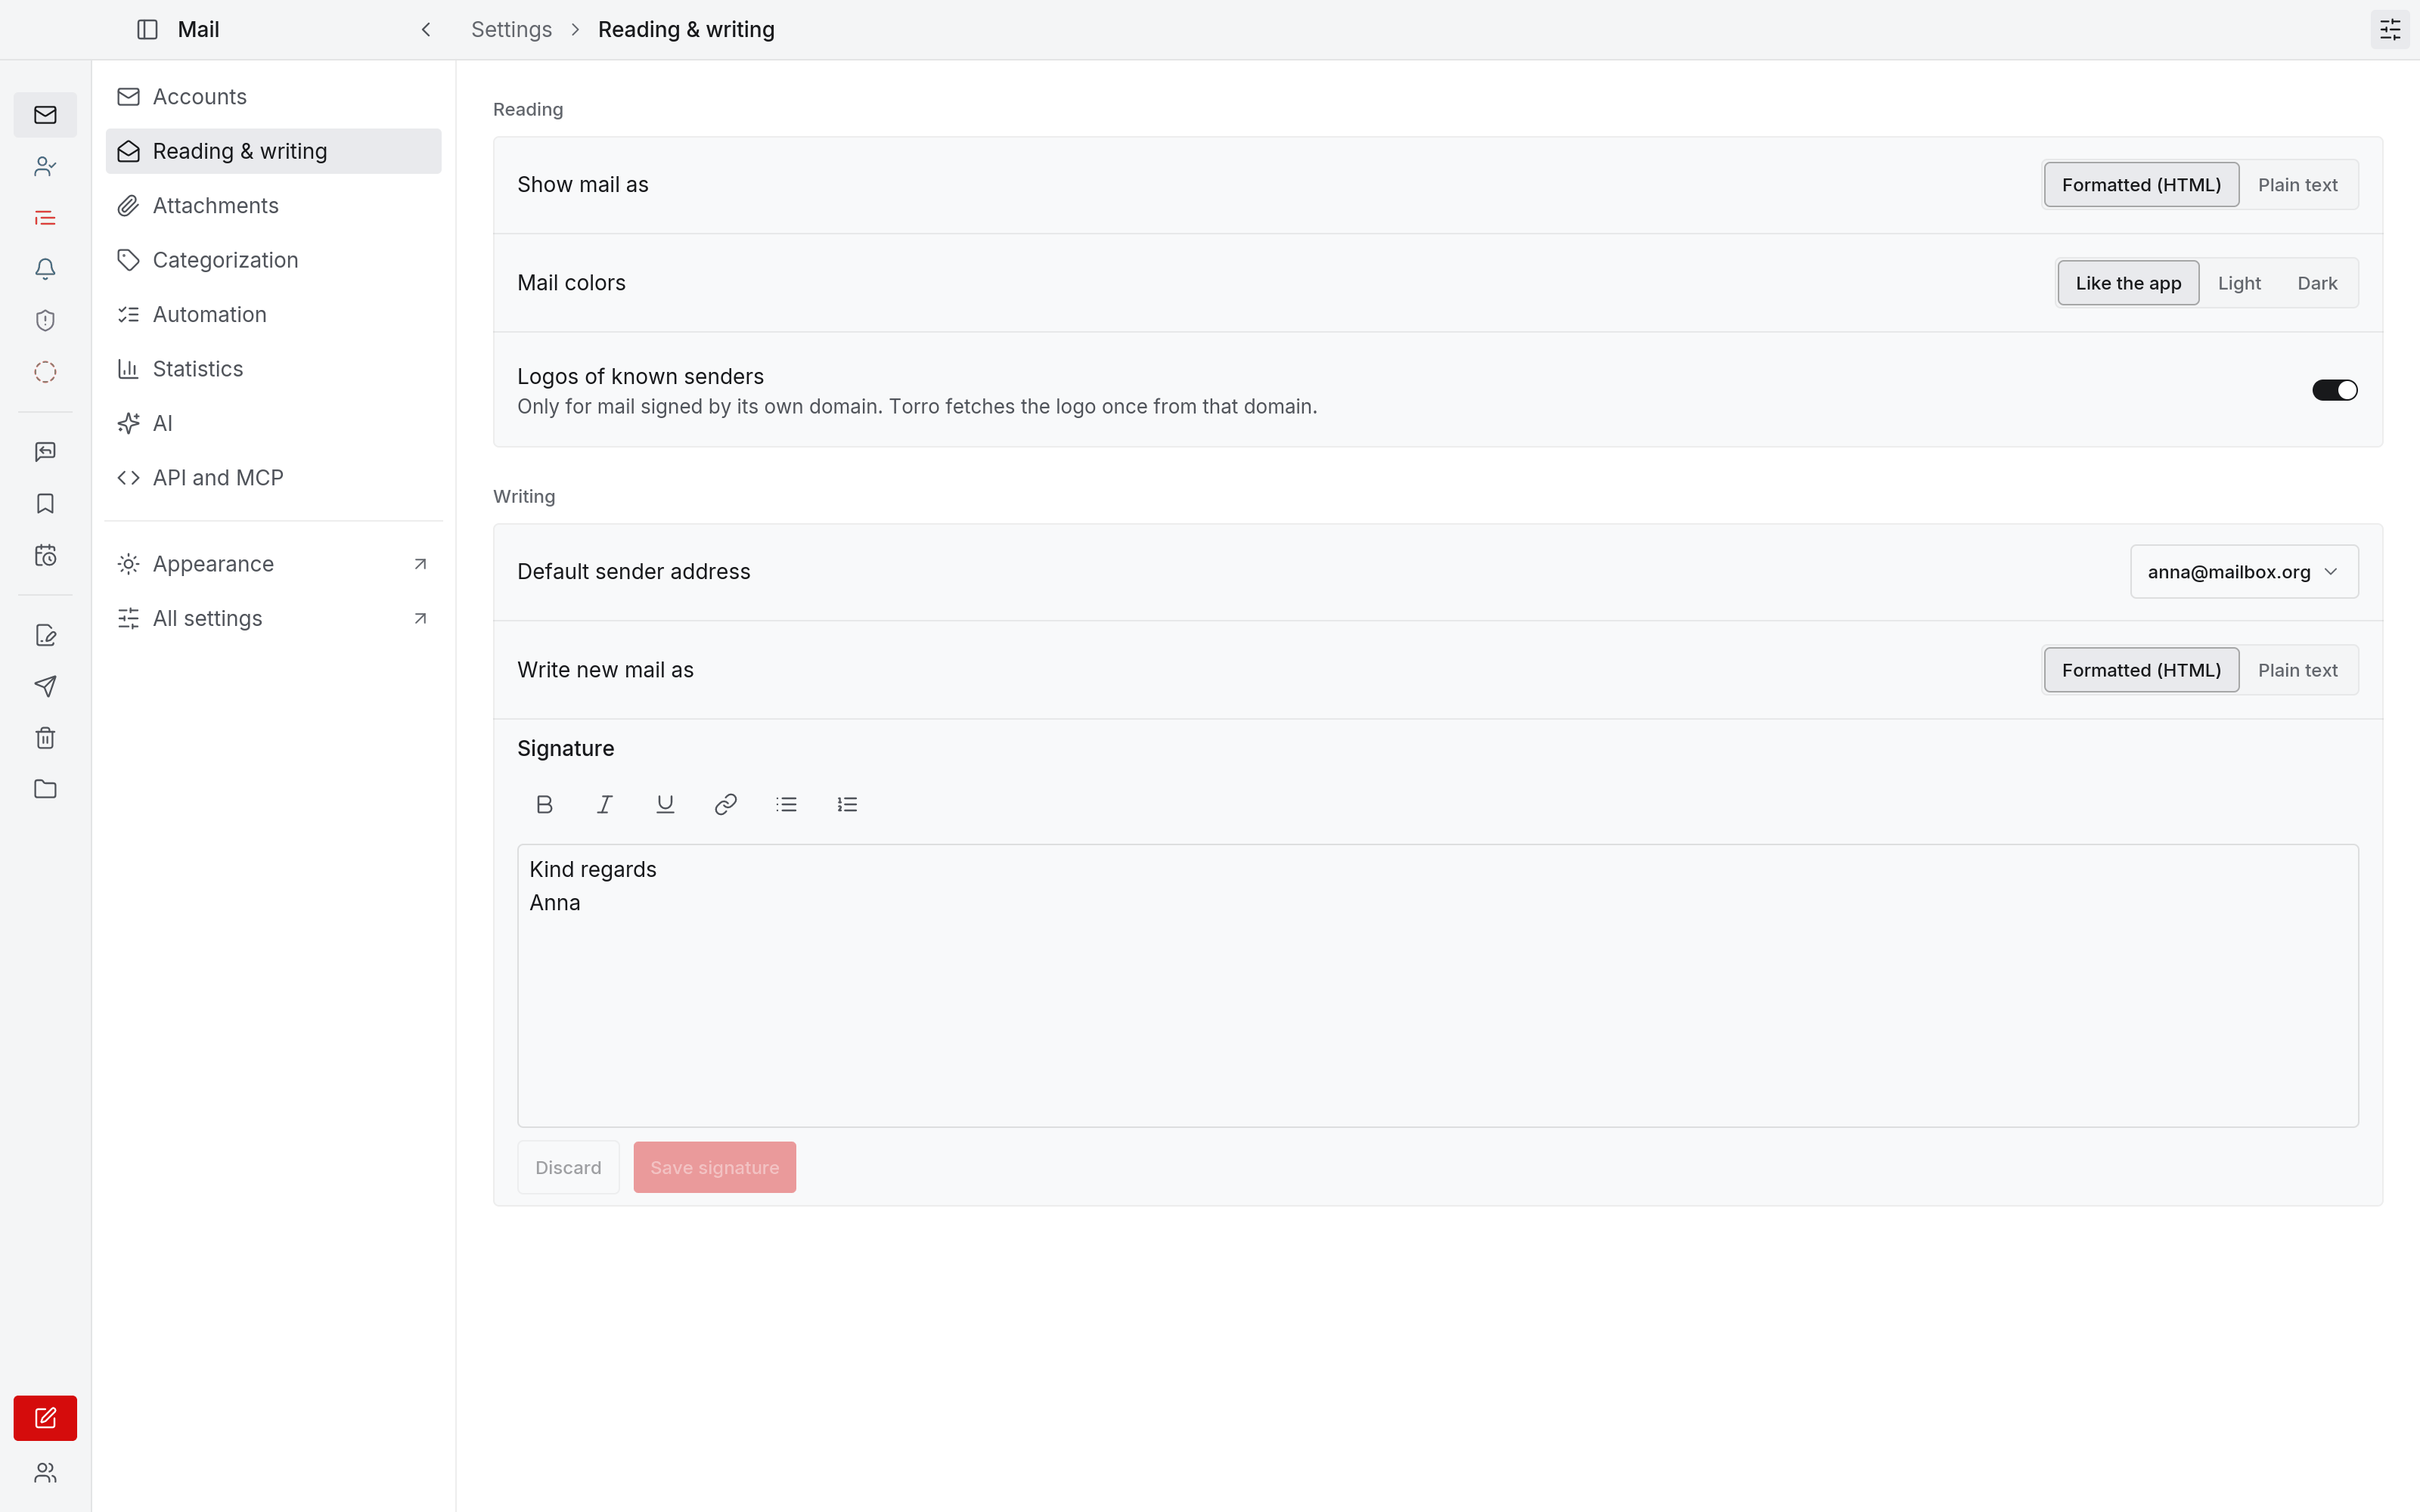 Mail
Settings > Reading & writing
Accounts
Reading & writing
Attachments
Categorization
Automation
Statistics
AI
API and MCP
Appearance
All settings
Reading
Show mail as
Formatted (HTML)
Plain text
Mail colors
Like the app
Light
Dark
Logos of known senders
Only for mail signed by its own domain. Torro fetches the logo once from that domain.
Writing
Default sender address
anna@mailbox.org
Write new mail as
Formatted (HTML)
Plain text
Signature
Kind regards
Anna
Discard
Save signature